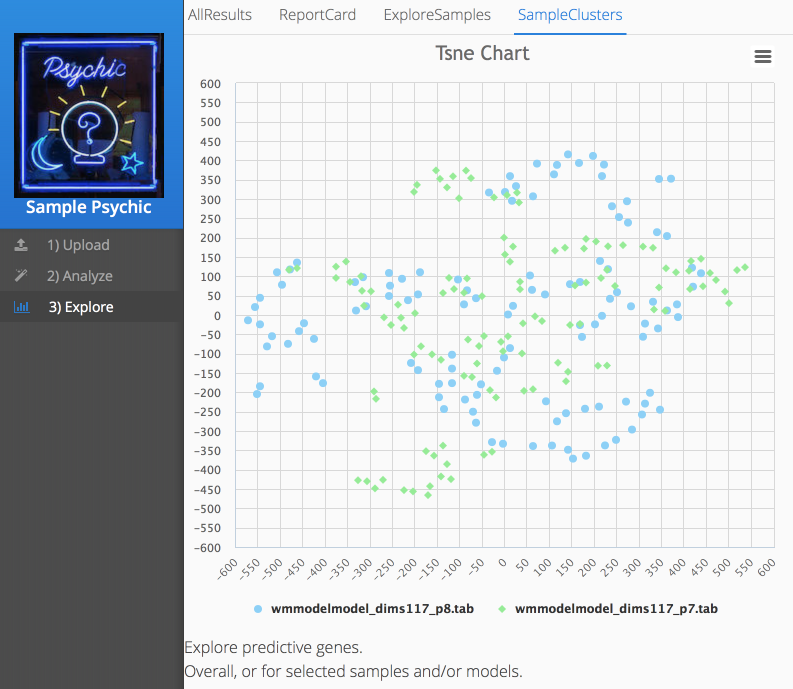 AllResults ReportCard ExploreSamples SampleClusters
Psychic
?
Sample Psychic
1) Upload
2) Analyze
3) Explore
Tsne Chart
600
550
500
450
400
350
300
250
200
150
100
50
0
−50
−100
−150
−200
−250
−300
−350
−400
−450
−500
−550
−600
−600 −550 −500 −450 −400 −350 −300 −250 −200 −150 −100 −50 0 50 100 150 200 250 300 350 400 450 500 550 600
wmmodelmodel_dims117_p8.tab wmmodelmodel_dims117_p7.tab
Explore predictive genes.
Overall, or for selected samples and/or models.